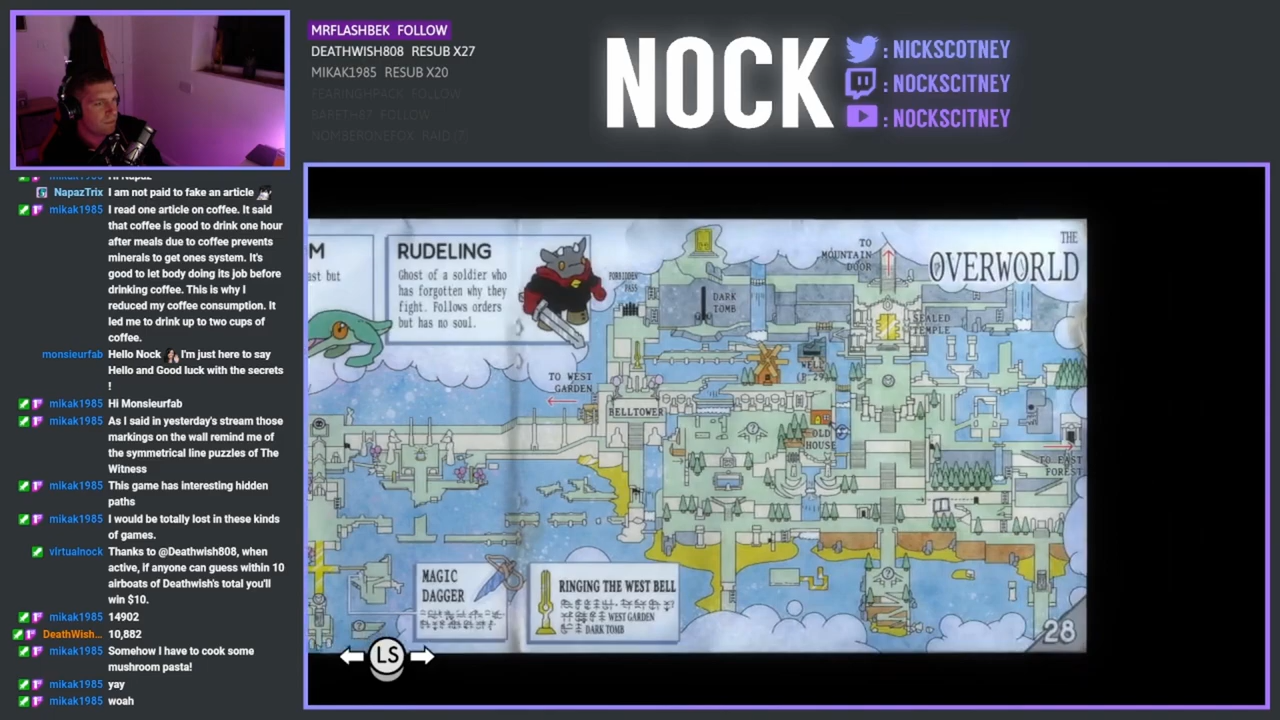 MRFLASHBEK FOLLOW
DEATHWISH808 RESUB X27
MIKAK1985 RESUB X20
FEARINGHPACK FOLLOW
BARETH87 FOLLOW
NOMBERONEFOX RAID (7)
NOCK
: NICKSCOTNEY
: NOCKSCITNEY
: NOCKSCITNEY
NapazTrix I am not paid to fake an article
mikak1985 I read one article on coffee. It said
that coffee is good to drink one hour
after meals due to coffee prevents
minerals to get ones system. It's
good to let body doing its job before
drinking coffee. This is why I
reduced my coffee consumption. It
led me to drink up to two cups of
coffee.
monsieurfab Hello Nock I'm just here to say
Hello and Good luck with the secrets
!
mikak1985 Hi Monsieurfab
mikak1985 As I said in yesterday's stream those
markings on the wall remind me of
the symmetrical line puzzles of The
Witness
mikak1985 This game has interesting hidden
paths
mikak1985 I would be totally lost in these kinds
of games.
virtualnock Thanks to @Deathwish808, when
active, if anyone can guess within 10
airboats of Deathwish's total you'll
win $10.
mikak1985 14902
DeathWish... 10,882
mikak1985 Somehow I have to cook some
mushroom pasta!
mikak1985 yay
mikak1985 woah
M
ast but
RUDELING
Ghost of a soldier who
has forgotten why they
fight. Follows orders
but has no soul.
FORBIDDEN
PASS
DARK
TOMB
TO
MOUNTAIN
DOOR
THE
OVERWORLD
SEALED
TEMPLE
WELL
(P.29)
TO WEST
GARDEN
BELLTOWER
OLD
HOUSE
TO EAST
FOREST
MAGIC
DAGGER
RINGING THE WEST BELL
WEST GARDEN
DARK TOMB
28
LS